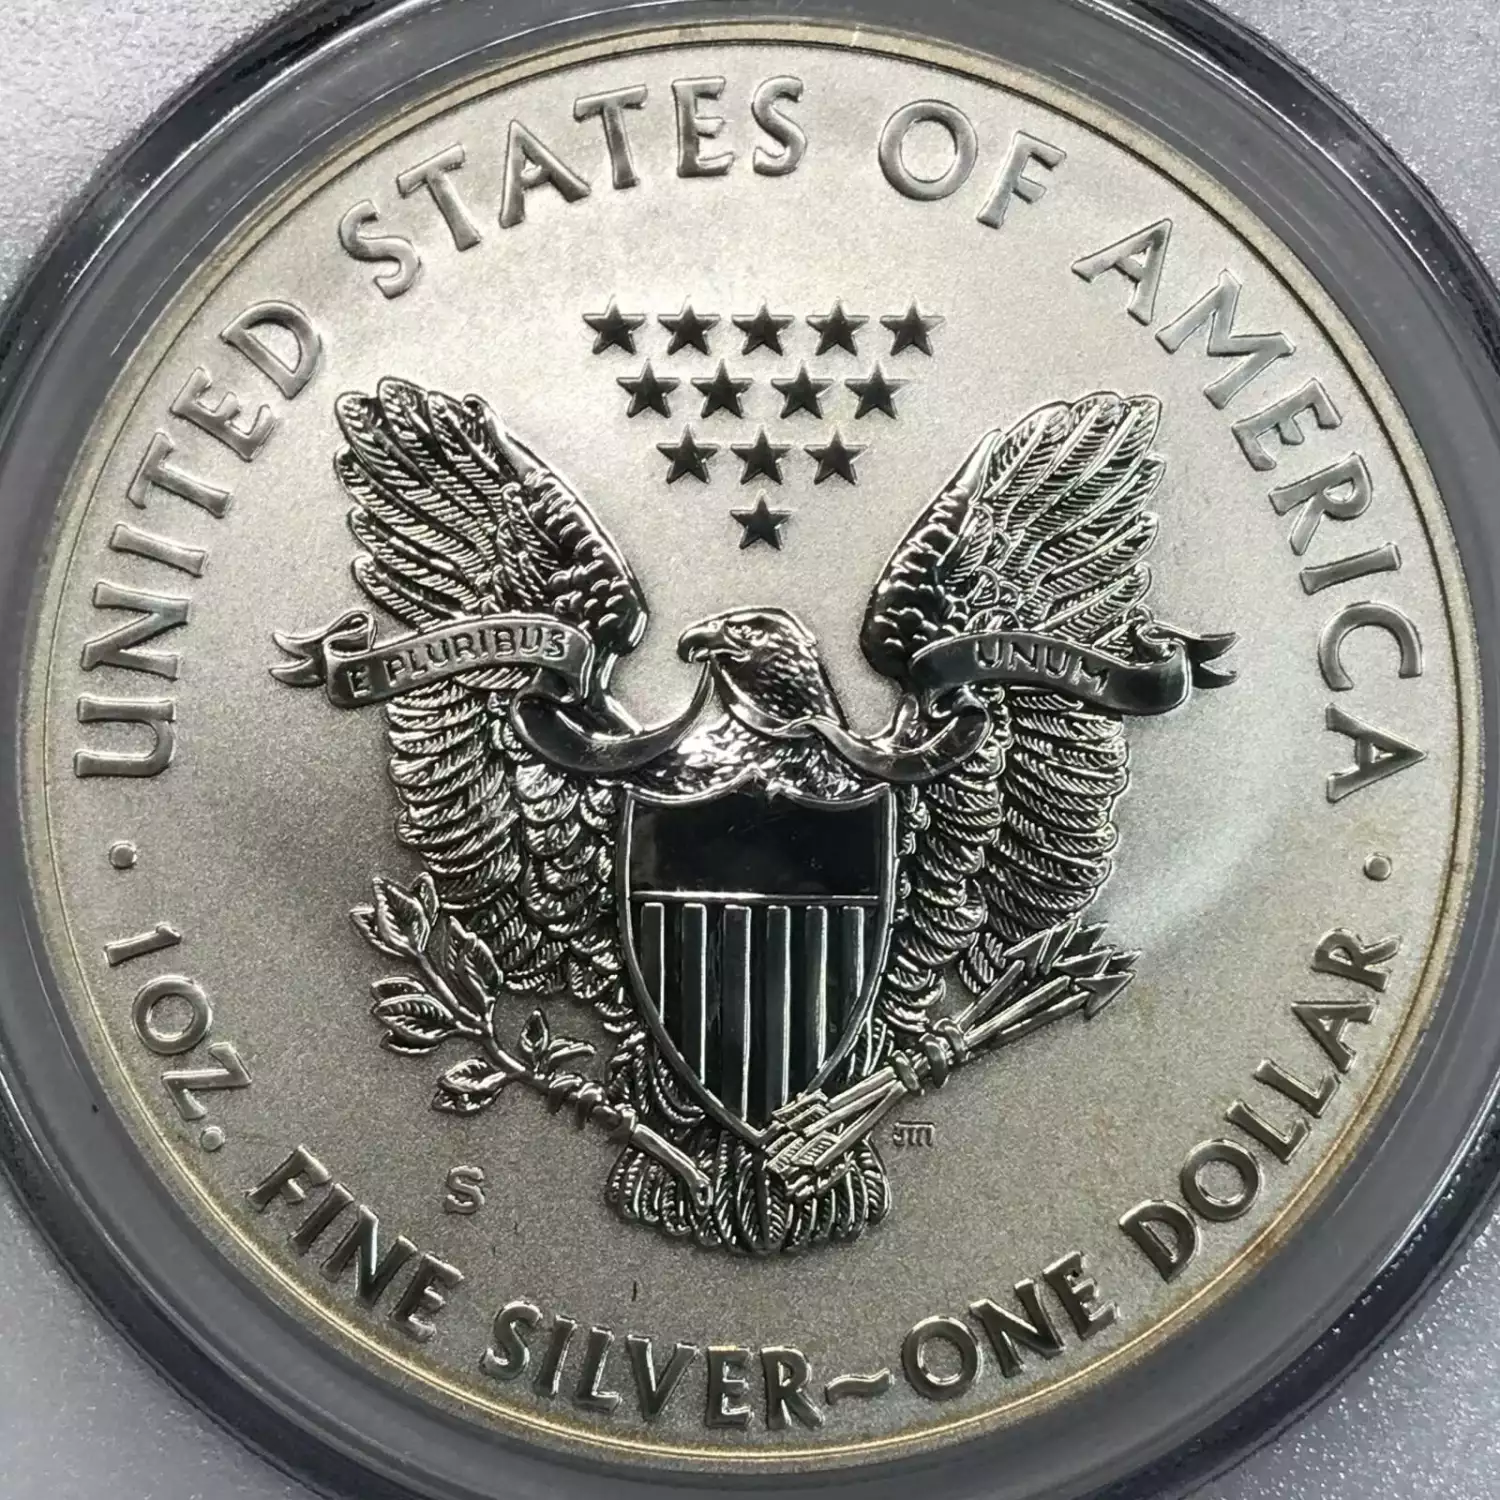 UNITED STATES OF AMERICA
E PLURIBUS UNUM
S
JM
· 1 OZ. FINE SILVER~ONE DOLLAR ·